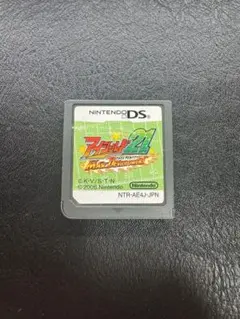 NINTENDO DS
アイシールド21
© K・V/S・T・N
© 2006 Nintendo
Nintendo
NTR-AE4J-JPN